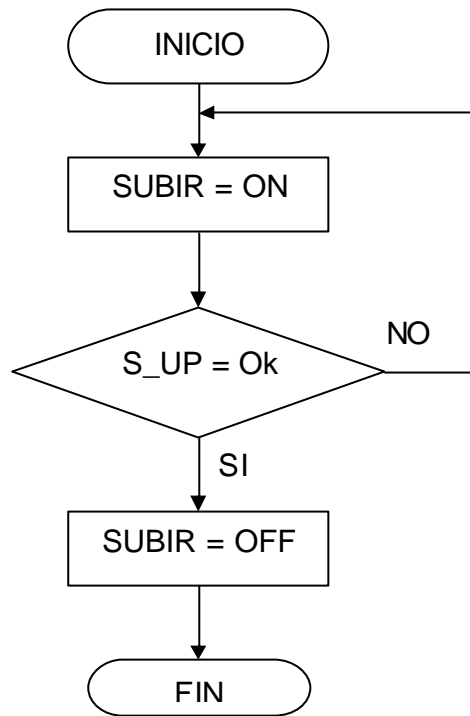 INICIO
SUBIR = ON
S_UP = Ok
NO
SI
SUBIR = OFF
FIN